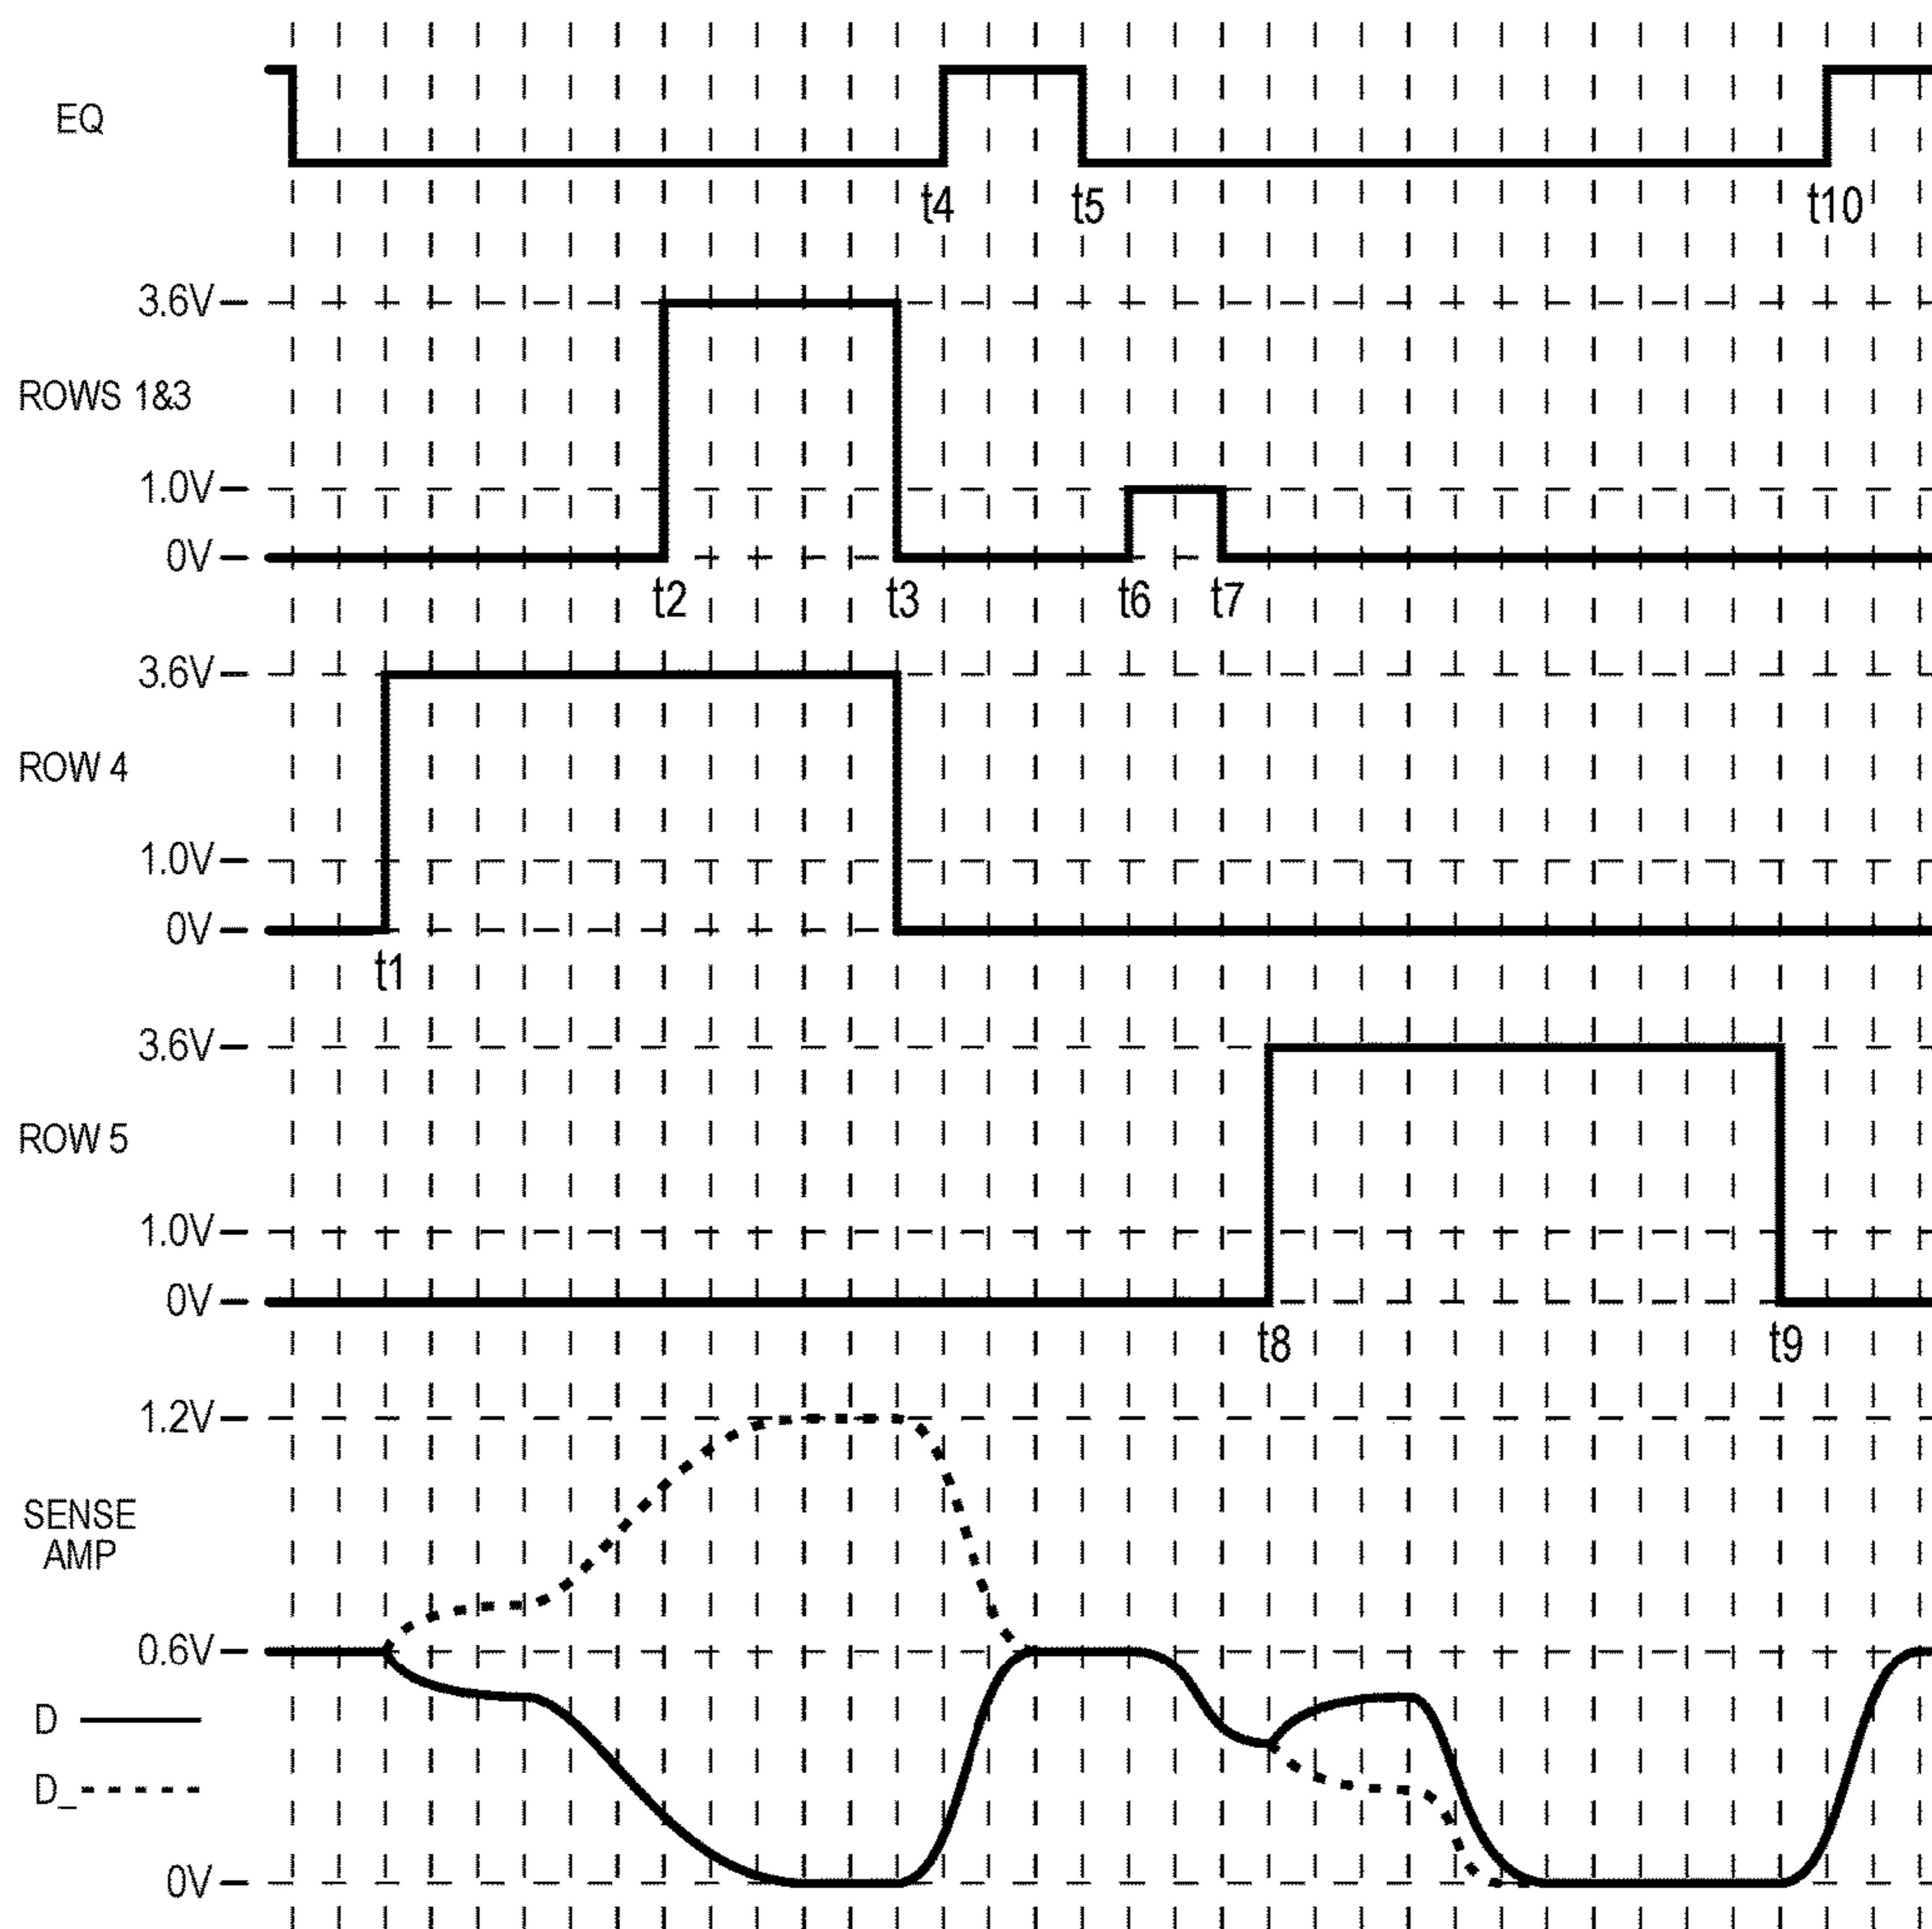 EQ
t4
t5
t10
3.6V
ROWS 1&3
1.0V
0V
t2
t3
t6
t7
3.6V
ROW 4
1.0V
0V
t1
3.6V
ROW 5
1.0V
0V
t8
t9
1.2V
SENSE
AMP
0.6V
D
D_
0V